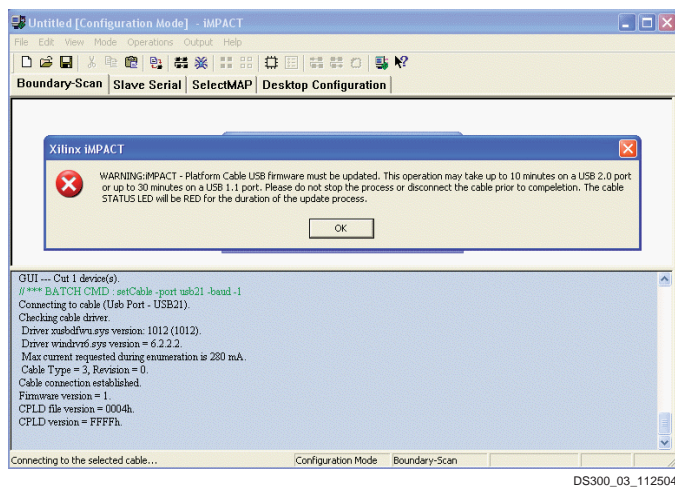 Untitled [Configuration Mode] - iMPACT
File Edit View Mode Operations Output Help
Boundary-Scan Slave Serial SelectMAP Desktop Configuration
Xilinx iMPACT
WARNING:iMPACT - Platform Cable USB firmware must be updated. This operation may take up to 10 minutes on a USB 2.0 port
or up to 30 minutes on a USB 1.1 port. Please do not stop the process or disconnect the cable prior to compeletion. The cable
STATUS LED will be RED for the duration of the update process.
OK
GUI --- Cut 1 device(s).
// *** BATCH CMD : setCable -port usb21 -baud -1
Connecting to cable (Usb Port - USB21).
Checking cable driver.
Driver xusbdfwu.sys version: 1012 (1012).
Driver windrvr6.sys version = 6.2.2.2.
Max current requested during enumeration is 280 mA.
Cable Type = 3, Revision = 0.
Cable connection established.
Firmware version = 1.
CPLD file version = 0004h.
CPLD version = FFFFh.
Connecting to the selected cable... Configuration Mode Boundary-Scan
DS300_03_112504